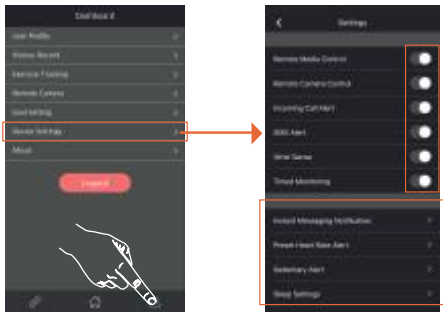 Dashboard
User Profile
History Record
Exercise Tracking
Remote Camera
Goal Setting
Device Settings
About
Logout
Settings
Remote Media Control
Remote Camera Control
Incoming Call Alert
SMS Alert
Wrist Sense
Timed Monitoring
Instant Messaging Notification
Preset Heart Rate Alert
Sedentary Alert
Sleep Settings